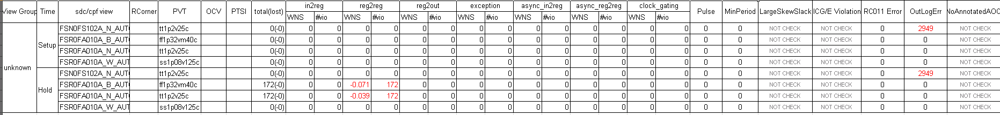 View Group Time sdc/cpf view RCorner PVT OCV PTSI total(lost) in2reg reg2reg reg2out exception async_in2reg async_reg2reg clock_gating Pulse MinPeriod LargeSkewSlack ICG/E Violation RC011 Error OutLogErr NoAnnotatedAOC
WNS #vio WNS #vio WNS #vio WNS #vio WNS #vio WNS #vio WNS #vio
unknown
Setup
FSN0FS102A_N_AUT tt1p2v25c 0(-0) 0 0 0 0 0 0 0 0 0 0 0 0 0 0 0 0 NOT CHECK NOT CHECK 0 2949 NOT CHECK
FSR0FA010A_B_AUT ff1p32vm40c 0(-0) 0 0 0 0 0 0 0 0 0 0 0 0 0 0 0 0 NOT CHECK NOT CHECK 0 0 NOT CHECK
FSR0FA010A_N_AUT tt1p2v25c 0(-0) 0 0 0 0 0 0 0 0 0 0 0 0 0 0 0 0 NOT CHECK NOT CHECK 0 0 NOT CHECK
FSR0FA010A_W_AUT ss1p08v125c 0(-0) 0 0 0 0 0 0 0 0 0 0 0 0 0 0 0 0 NOT CHECK NOT CHECK 0 0 NOT CHECK
Hold
FSN0FS102A_N_AUT tt1p2v25c 0(-0) 0 0 0 0 0 0 0 0 0 0 0 0 0 0 0 0 NOT CHECK NOT CHECK 0 2949 NOT CHECK
FSR0FA010A_B_AUT ff1p32vm40c 172(-0) 0 0 -0.071 172 0 0 0 0 0 0 0 0 0 0 0 0 NOT CHECK NOT CHECK 0 0 NOT CHECK
FSR0FA010A_N_AUT tt1p2v25c 172(-0) 0 0 -0.039 172 0 0 0 0 0 0 0 0 0 0 0 0 NOT CHECK NOT CHECK 0 0 NOT CHECK
FSR0FA010A_W_AUT ss1p08v125c 0(-0) 0 0 0 0 0 0 0 0 0 0 0 0 0 0 0 0 NOT CHECK NOT CHECK 0 0 NOT CHECK